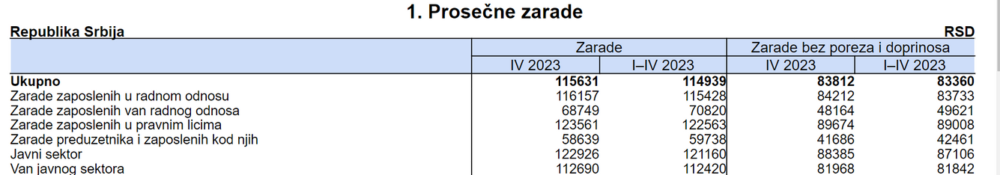 1. Prosečne zarade
Republika Srbija RSD
Zarade Zarade bez poreza i doprinosa
IV 2023 I–IV 2023 IV 2023 I–IV 2023
Ukupno 115631 114939 83812 83360
Zarade zaposlenih u radnom odnosu 116157 115428 84212 83733
Zarade zaposlenih van radnog odnosa 68749 70820 48164 49621
Zarade zaposlenih u pravnim licima 123561 122563 89674 89008
Zarade preduzetnika i zaposlenih kod njih 58639 59738 41686 42461
Javni sektor 122926 121160 88385 87106
Van javnog sektora 112690 112420 81968 81842